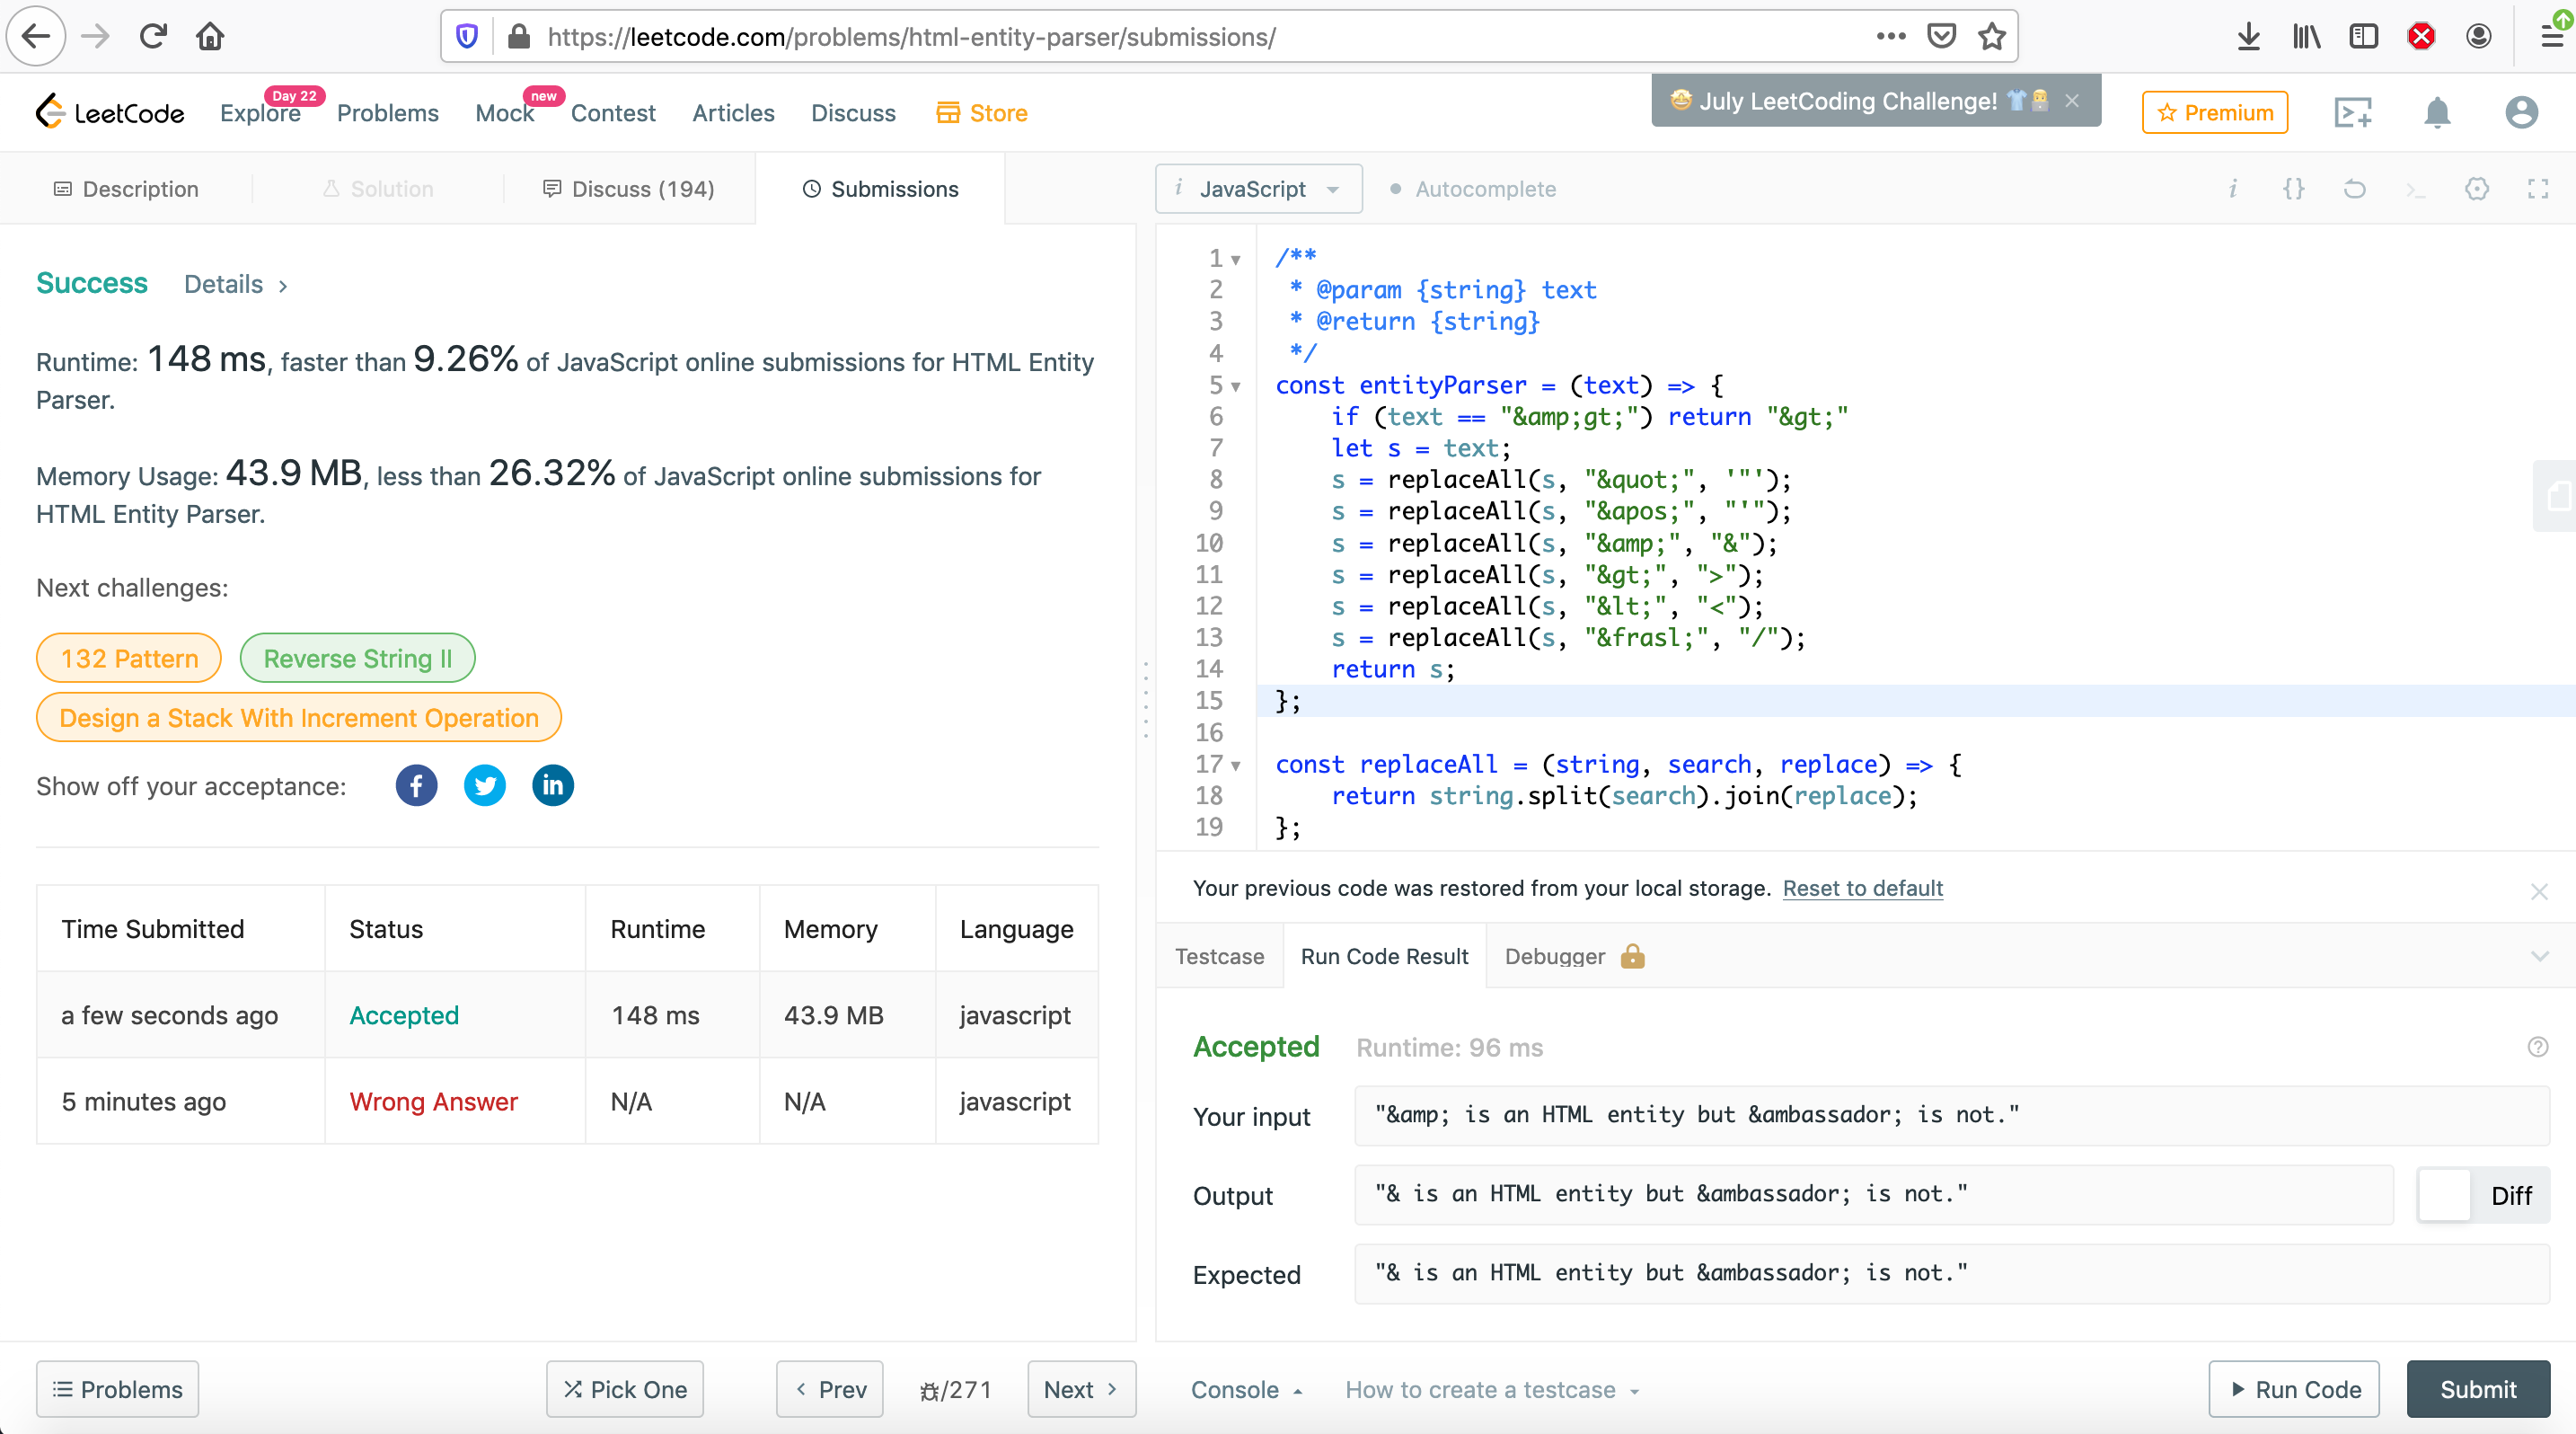 https://leetcode.com/problems/html-entity-parser/submissions/
LeetCode
Explore
Day 22
Problems
Mock
new
Contest
Articles
Discuss
Store
July LeetCoding Challenge!
Premium
Description
Solution
Discuss (194)
Submissions
i JavaScript
Autocomplete
Success Details >
Runtime: 148 ms, faster than 9.26% of JavaScript online submissions for HTML Entity
Parser.
Memory Usage: 43.9 MB, less than 26.32% of JavaScript online submissions for
HTML Entity Parser.
Next challenges:
132 Pattern
Reverse String II
Design a Stack With Increment Operation
Show off your acceptance:
Time Submitted Status Runtime Memory Language
a few seconds ago Accepted 148 ms 43.9 MB javascript
5 minutes ago Wrong Answer N/A N/A javascript
1 /**
2 * @param {string} text
3 * @return {string}
4 */
5 const entityParser = (text) => {
6 if (text == "&amp;gt;") return "&gt;"
7 let s = text;
8 s = replaceAll(s, "&quot;", '"');
9 s = replaceAll(s, "&apos;", "'");
10 s = replaceAll(s, "&amp;", "&");
11 s = replaceAll(s, "&gt;", ">");
12 s = replaceAll(s, "&lt;", "<");
13 s = replaceAll(s, "&frasl;", "/");
14 return s;
15 };
16
17 const replaceAll = (string, search, replace) => {
18 return string.split(search).join(replace);
19 };
Your previous code was restored from your local storage. Reset to default
Testcase
Run Code Result
Debugger
Accepted Runtime: 96 ms
Your input "&amp; is an HTML entity but &ambassador; is not."
Output "& is an HTML entity but &ambassador; is not."
Diff
Expected "& is an HTML entity but &ambassador; is not."
Problems
Pick One
< Prev
/271
Next >
Console
How to create a testcase
Run Code
Submit